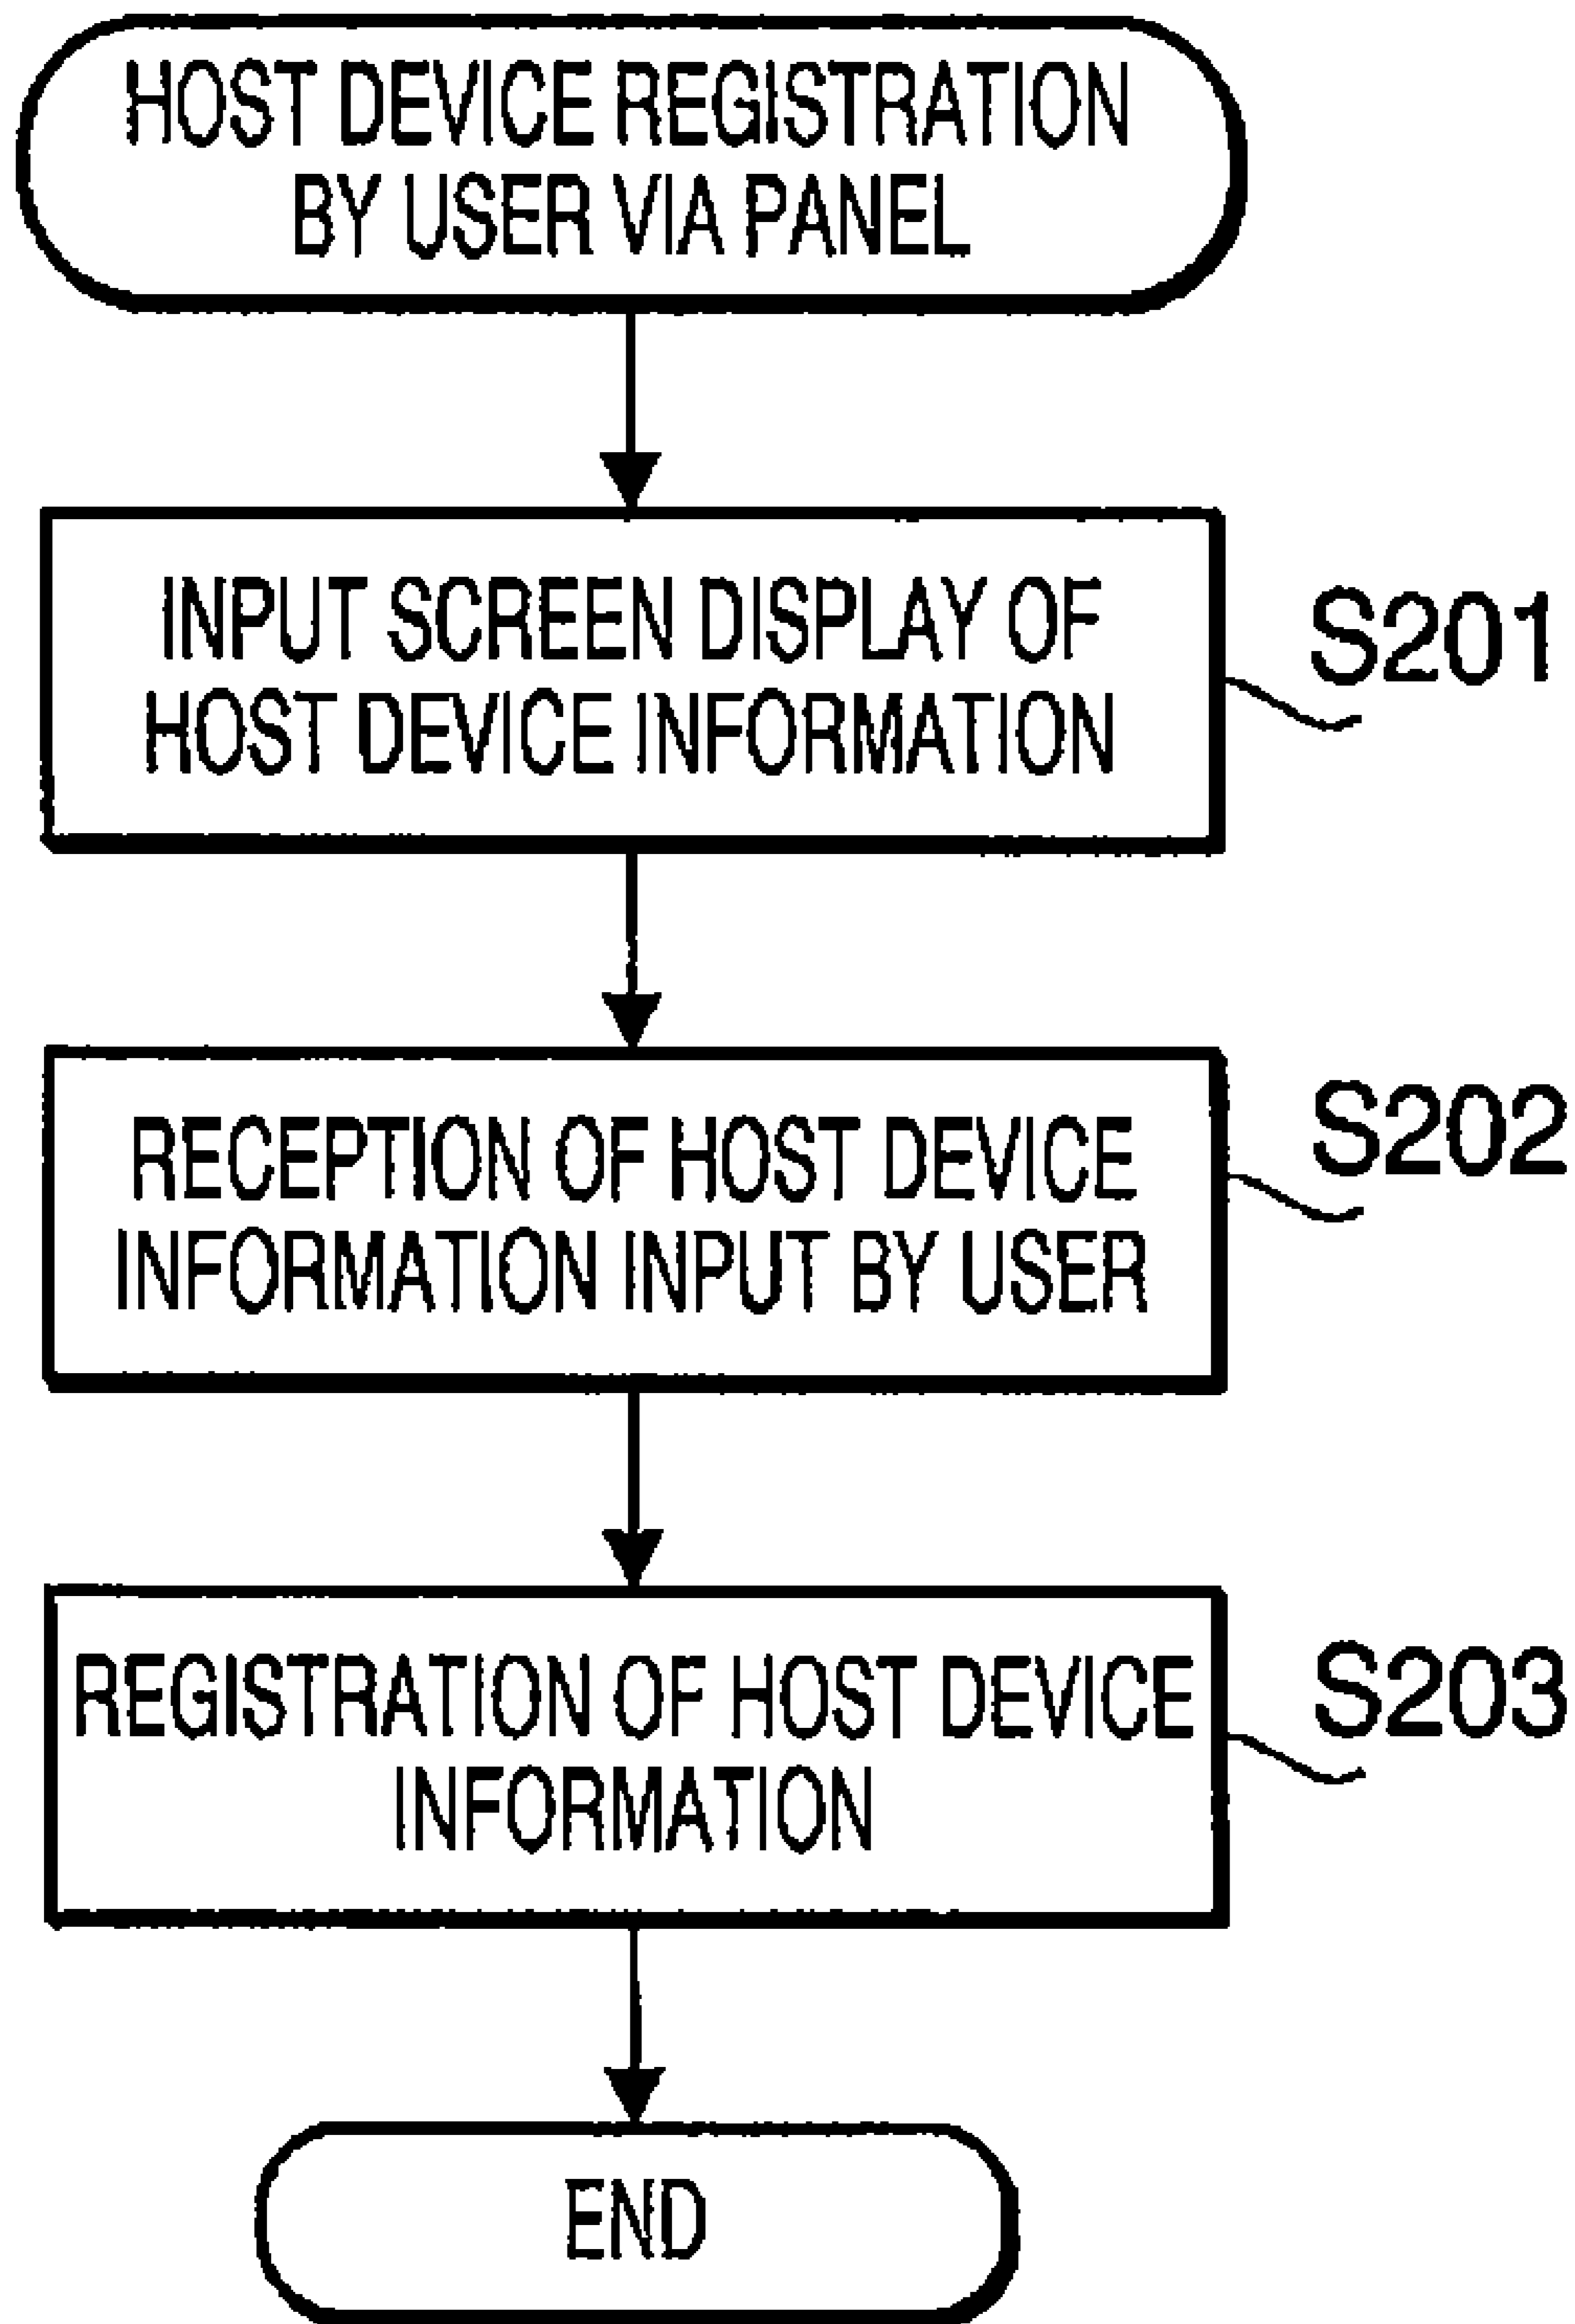 HOST DEVICE REGISTRATION
BY USER VIA PANEL
INPUT SCREEN DISPLAY OF
HOST DEVICE INFORMATION
S201
RECEPTION OF HOST DEVICE
INFORMATION INPUT BY USER
S202
REGISTRATION OF HOST DEVICE
INFORMATION
S203
END